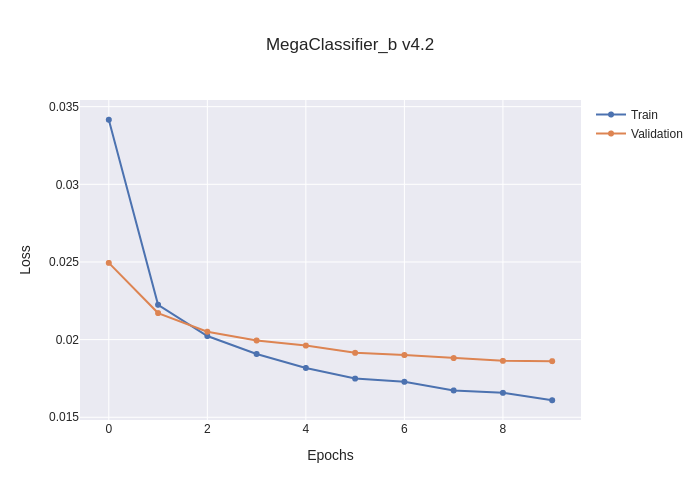 MegaClassifier_b v4.2
0.035
0.03
0.025
0.02
0.015
Loss
0 2 4 6 8
Epochs
Train
Validation